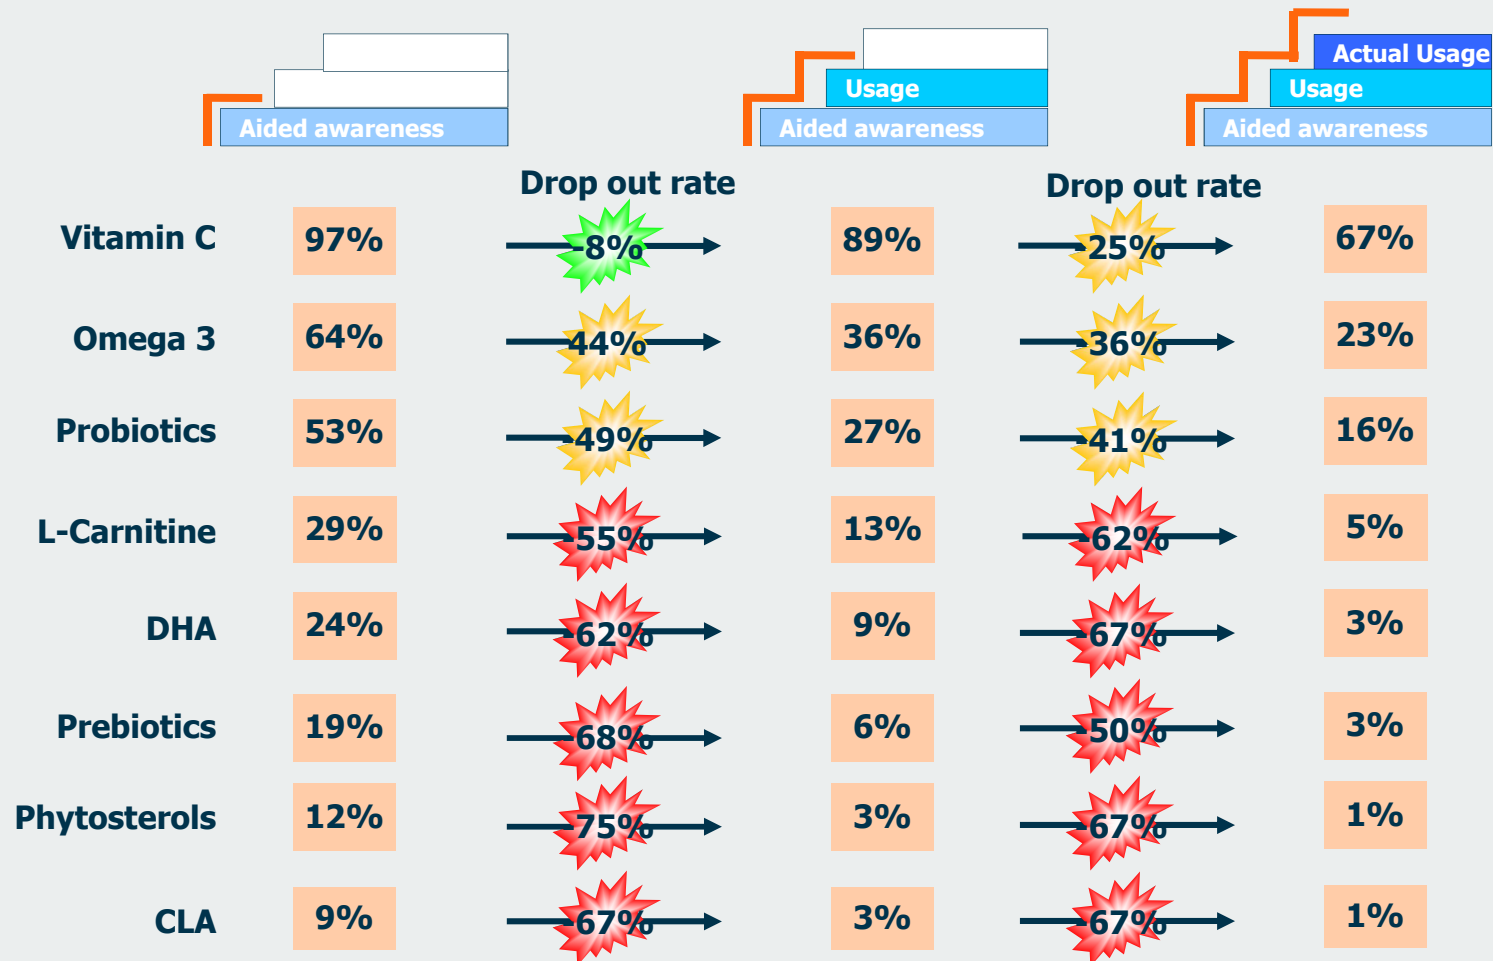 Actual Usage
Usage Usage
Aided awareness Aided awareness Aided awareness
Drop out rate Drop out rate
Vitamin C 97% -8% 89% -25% 67%
Omega 3 64% -44% 36% -36% 23%
Probiotics 53% -49% 27% -41% 16%
L-Carnitine 29% -55% 13% -62% 5%
DHA 24% -62% 9% -67% 3%
Prebiotics 19% -68% 6% -50% 3%
Phytosterols 12% -75% 3% -67% 1%
CLA 9% -67% 3% -67% 1%